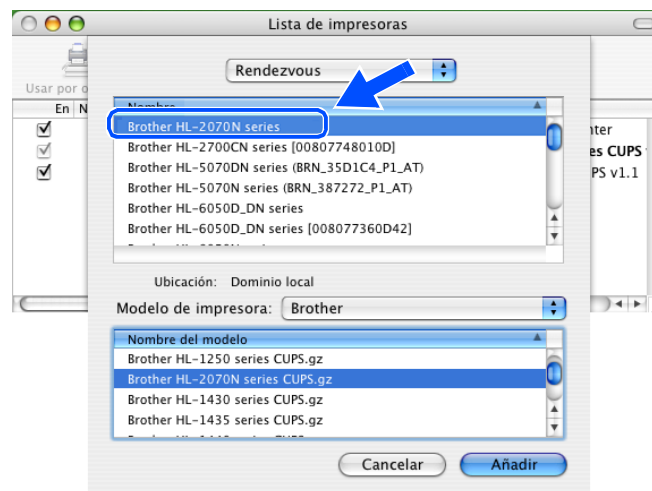 Lista de impresoras
Rendezvous
Usar por
En N
Nombre
Brother HL-2070N series
Brother HL-2700CN series [00807748010D]
Brother HL-5070DN series (BRN_35D1C4_P1_AT)
Brother HL-5070N series (BRN_387272_P1_AT)
Brother HL-6050D_DN series
Brother HL-6050D_DN series [008077360D42]
nter
es CUPS
PS v1.1
Ubicación: Dominio local
Modelo de impresora: Brother
Nombre del modelo
Brother HL-1250 series CUPS.gz
Brother HL-2070N series CUPS.gz
Brother HL-1430 series CUPS.gz
Brother HL-1435 series CUPS.gz
Cancelar
Añadir